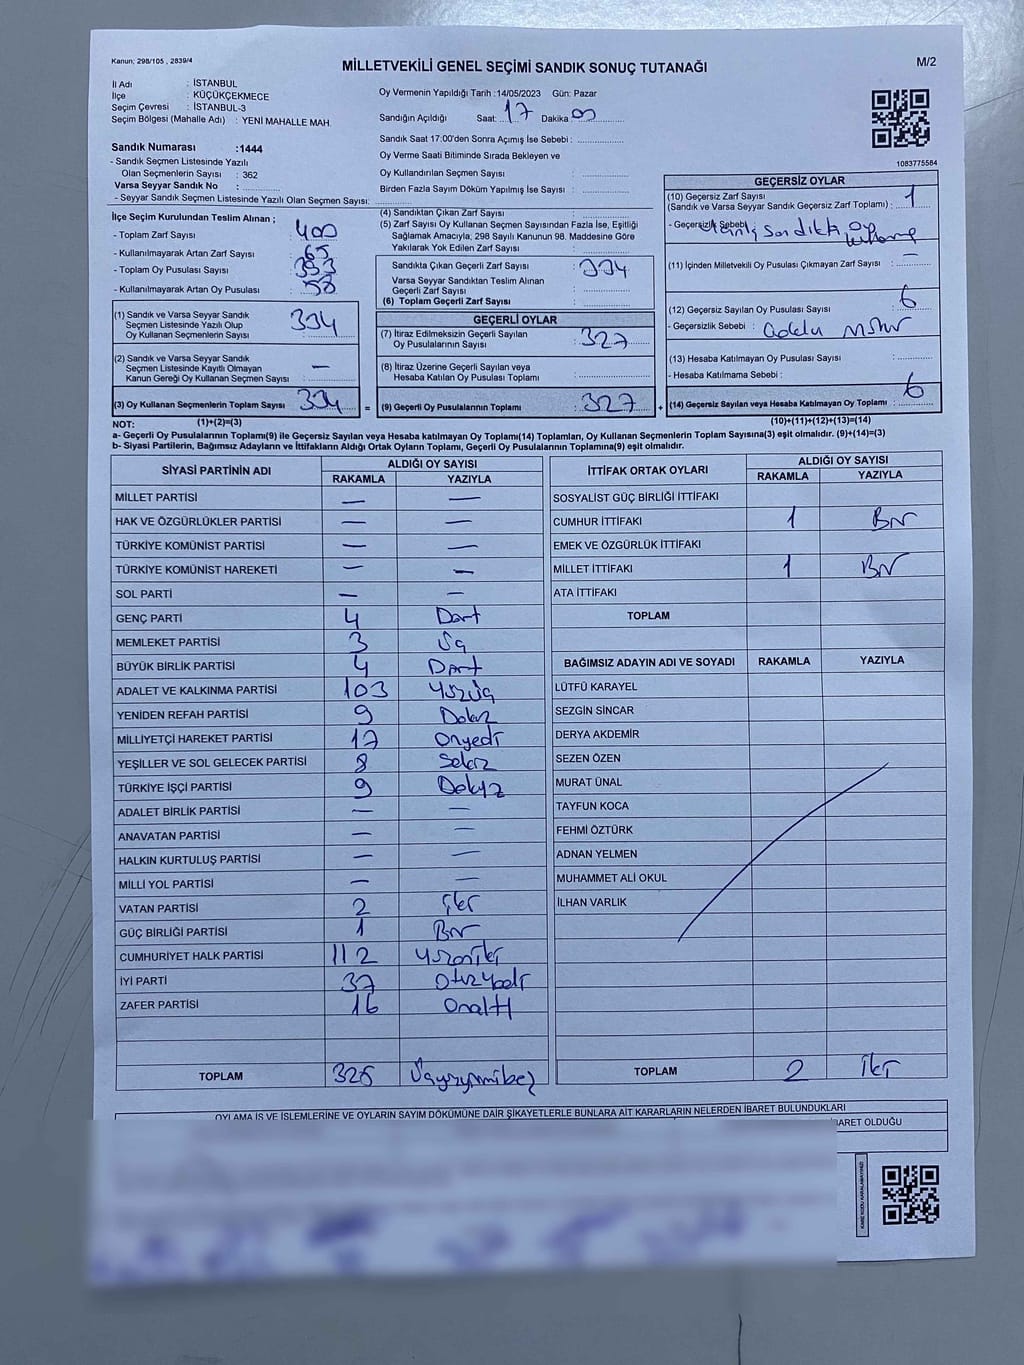 Kanun: 298/105 , 2839/4
MİLLETVEKİLİ GENEL SEÇİMİ SANDIK SONUÇ TUTANAĞI
M/2
İl Adı : İSTANBUL
İlçe : KÜÇÜKÇEKMECE
Seçim Çevresi : İSTANBUL-3
Seçim Bölgesi (Mahalle Adı) : YENİ MAHALLE MAH.
Oy Vermenin Yapıldığı Tarih :14/05/2023 Gün: Pazar
Sandığın Açıldığı Saat: 17 Dakika 00
Sandık Saat 17:00'den Sonra Açımış İse Sebebi :
Oy Verme Saati Bitiminde Sırada Bekleyen ve
Oy Kullandırılan Seçmen Sayısı :
Birden Fazla Sayım Döküm Yapılmış İse Sayısı :
1083775584
Sandık Numarası :1444
- Sandık Seçmen Listesinde Yazılı
Olan Seçmenlerin Sayısı : 362
Varsa Seyyar Sandık No :
- Seyyar Sandık Seçmen Listesinde Yazılı Olan Seçmen Sayısı:
İlçe Seçim Kurulundan Teslim Alınan ;
- Toplam Zarf Sayısı : 400
- Kullanılmayarak Artan Zarf Sayısı : 65
- Toplam Oy Pusulası Sayısı : 393
- Kullanılmayarak Artan Oy Pusulası : 58
(1) Sandık ve Varsa Seyyar Sandık
Seçmen Listesinde Yazılı Olup
Oy Kullanan Seçmenlerin Sayısı : 334
(2) Sandık ve Varsa Seyyar Sandık
Seçmen Listesinde Kayıtlı Olmayan
Kanun Gereği Oy Kullanan Seçmen Sayısı : —
(3) Oy Kullanan Seçmenlerin Toplam Sayısı : 334
(4) Sandıktan Çıkan Zarf Sayısı :
(5) Zarf Sayısı Oy Kullanan Seçmen Sayısından Fazla İse, Eşitliği
Sağlamak Amacıyla, 298 Sayılı Kanunun 98. Maddesine Göre
Yakılarak Yok Edilen Zarf Sayısı :
Sandıkta Çıkan Geçerli Zarf Sayısı : 334
Varsa Seyyar Sandıktan Teslim Alınan
Geçerli Zarf Sayısı :
(6) Toplam Geçerli Zarf Sayısı :
GEÇERLİ OYLAR
(7) İtiraz Edilmeksizin Geçerli Sayılan
Oy Pusulalarının Sayısı : 327
(8) İtiraz Üzerine Geçerli Sayılan veya
Hesaba Katılan Oy Pusulası Toplamı :
= (9) Geçerli Oy Pusulalarının Toplamı : 327 +
GEÇERSİZ OYLAR
(10) Geçersiz Zarf Sayısı
(Sandık ve Varsa Seyyar Sandık Geçersiz Zarf Toplamı) : 1
- Geçersizlik Sebebi : sandıkta oy
(11) İçinden Milletvekili Oy Pusulası Çıkmayan Zarf Sayısı : —
(12) Geçersiz Sayılan Oy Pusulası Sayısı : 6
- Geçersizlik Sebebi :
(13) Hesaba Katılmayan Oy Pusulası Sayısı :
- Hesaba Katılmama Sebebi :
(14) Geçersiz Sayılan veya Hesaba Katılmayan Oy Toplamı : 6
NOT: (1)+(2)=(3) (10)+(11)+(12)+(13)=(14)
a- Geçerli Oy Pusulalarının Toplamı(9) ile Geçersiz Sayılan veya Hesaba katılmayan Oy Toplamı(14) Toplamları, Oy Kullanan Seçmenlerin Toplam Sayısına(3) eşit olmalıdır. (9)+(14)=(3)
b- Siyasi Partilerin, Bağımsız Adayların ve İttifakların Aldığı Ortak Oyların Toplamı, Geçerli Oy Pusulalarının Toplamına(9) eşit olmalıdır.
SİYASİ PARTİNİN ADI ALDIĞI OY SAYISI
RAKAMLA YAZIYLA
MİLLET PARTİSİ — —
HAK VE ÖZGÜRLÜKLER PARTİSİ — —
TÜRKİYE KOMÜNİST PARTİSİ — —
TÜRKİYE KOMÜNİST HAREKETİ — —
SOL PARTİ — —
GENÇ PARTİ 4 Dört
MEMLEKET PARTİSİ 3 Üç
BÜYÜK BİRLİK PARTİSİ 4 Dört
ADALET VE KALKINMA PARTİSİ 103 Yüzüç
YENİDEN REFAH PARTİSİ 9 Dokuz
MİLLİYETÇİ HAREKET PARTİSİ 17 Onyedi
YEŞİLLER VE SOL GELECEK PARTİSİ 8 Sekiz
TÜRKİYE İŞÇİ PARTİSİ 9 Dokuz
ADALET BİRLİK PARTİSİ — —
ANAVATAN PARTİSİ — —
HALKIN KURTULUŞ PARTİSİ — —
MİLLİ YOL PARTİSİ — —
VATAN PARTİSİ 2 iki
GÜÇ BİRLİĞİ PARTİSİ 1 Bir
CUMHURİYET HALK PARTİSİ 112 Yüzoniki
İYİ PARTİ 37 Otuzyedi
ZAFER PARTİSİ 16 Onaltı
TOPLAM 325 Üçyüzyirmibeş
İTTİFAK ORTAK OYLARI ALDIĞI OY SAYISI
RAKAMLA YAZIYLA
SOSYALİST GÜÇ BİRLİĞİ İTTİFAKI
CUMHUR İTTİFAKI 1 Bir
EMEK VE ÖZGÜRLÜK İTTİFAKI
MİLLET İTTİFAKI 1 Bir
ATA İTTİFAKI
TOPLAM
BAĞIMSIZ ADAYIN ADI VE SOYADI RAKAMLA YAZIYLA
LÜTFÜ KARAYEL
SEZGİN SİNCAR
DERYA AKDEMİR
SEZEN ÖZEN
MURAT ÜNAL
TAYFUN KOCA
FEHMİ ÖZTÜRK
ADNAN YELMEN
MUHAMMET ALİ OKUL
İLHAN VARLIK
TOPLAM 2 İki
OYLAMA İŞ VE İŞLEMLERİNE VE OYLARIN SAYIM DÖKÜMÜNE DAİR ŞİKAYETLERLE BUNLARA AİT KARARLARIN NELERDEN İBARET BULUNDUKLARI
BARET OLDUĞU
KARE KODU KARALAMAYINIZ!